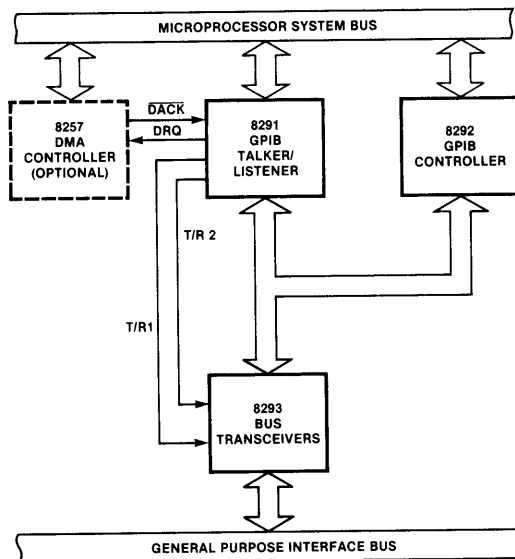 MICROPROCESSOR SYSTEM BUS
8257
DMA
CONTROLLER
(OPTIONAL)
DACK
DRQ
8291
GPIB
TALKER/
LISTENER
8292
GPIB
CONTROLLER
T/R 2
T/R1
8293
BUS
TRANSCEIVERS
GENERAL PURPOSE INTERFACE BUS